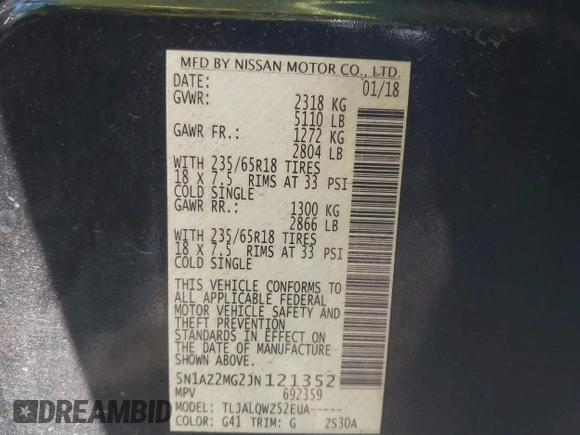 MFD BY NISSAN MOTOR CO., LTD.
DATE: 01/18
GVWR: 2318 KG
5110 LB
GAWR FR.: 1272 KG
2804 LB
WITH 235/65R18 TIRES
18 X 7.5 RIMS AT 33 PSI
COLD SINGLE
GAWR RR.: 1300 KG
2866 LB
WITH 235/65R18 TIRES
18 X 7.5 RIMS AT 33 PSI
COLD SINGLE
THIS VEHICLE CONFORMS TO
ALL APPLICABLE FEDERAL
MOTOR VEHICLE SAFETY AND
THEFT PREVENTION
STANDARDS IN EFFECT ON
THE DATE OF MANUFACTURE
SHOWN ABOVE.
5N1AZ2MG2JN121352
MPV 692359
MODEL: TLJALQWZ52EUA-----
COLOR: G41 TRIM: G ZS30A
DREAMBID.COM